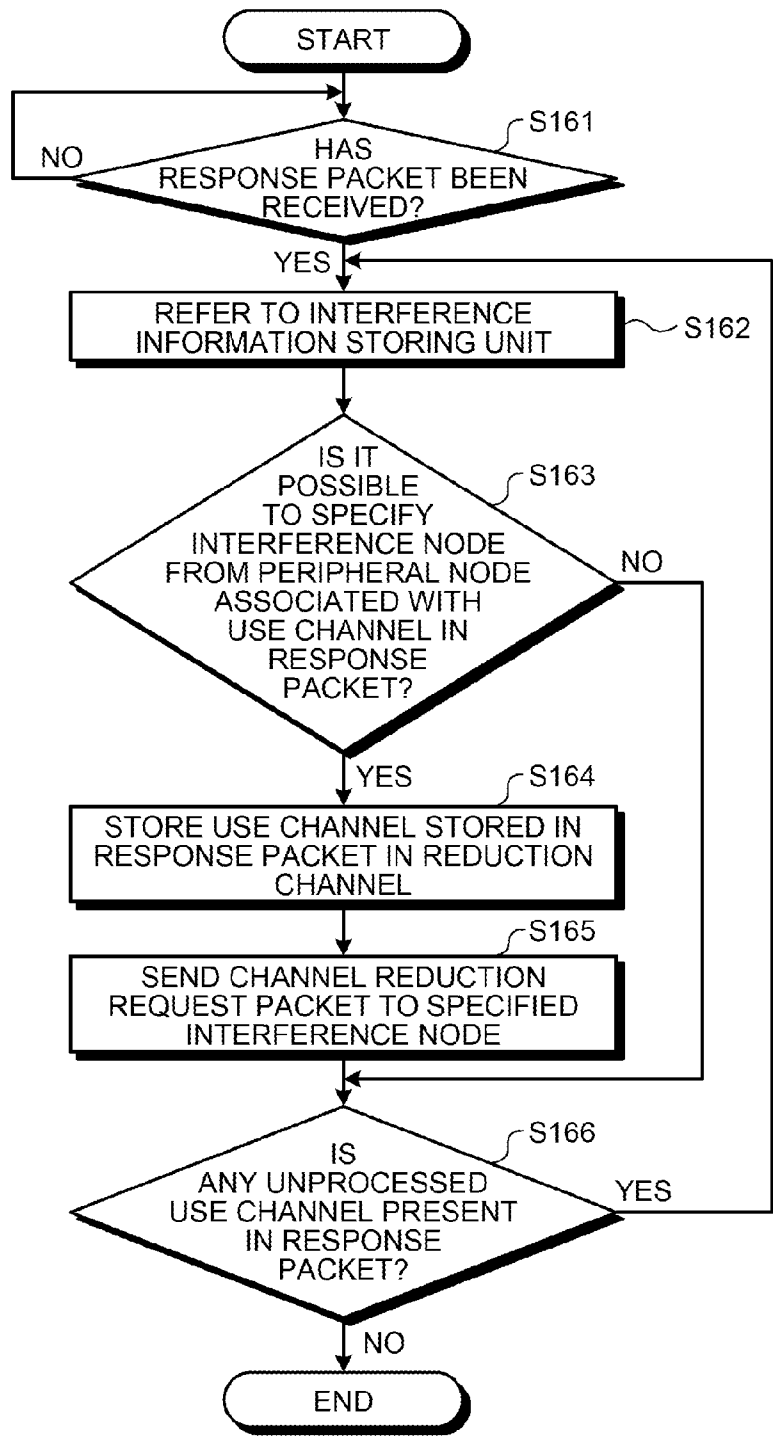 START
S161
HAS
RESPONSE PACKET BEEN
RECEIVED?
NO
YES
REFER TO INTERFERENCE
INFORMATION STORING UNIT
S162
IS IT
POSSIBLE
TO SPECIFY
INTERFERENCE NODE
FROM PERIPHERAL NODE
ASSOCIATED WITH
USE CHANNEL IN
RESPONSE
PACKET?
S163
NO
YES
S164
STORE USE CHANNEL STORED IN
RESPONSE PACKET IN REDUCTION
CHANNEL
S165
SEND CHANNEL REDUCTION
REQUEST PACKET TO SPECIFIED
INTERFERENCE NODE
S166
IS
ANY UNPROCESSED
USE CHANNEL PRESENT
IN RESPONSE
PACKET?
YES
NO
END